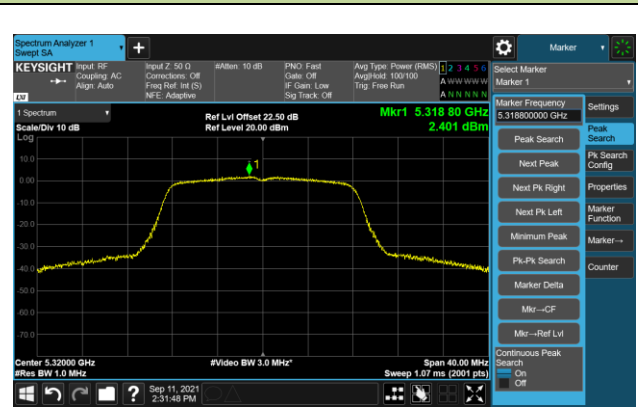 Spectrum Analyzer 1
Swept SA
+
Marker
KEYSIGHT
Input: RF
Coupling: AC
Align: Auto
Input Z: 50 Ω
Corrections: Off
Freq Ref: Int (S)
NFE: Adaptive
#Atten: 10 dB
PNO: Fast
Gate: Off
IF Gain: Low
Sig Track: Off
Avg Type: Power (RMS)
Avg|Hold: 100/100
Trig: Free Run
1 2 3 4 5 6
A W W W W W
A N N N N N
LXI
Select Marker
Marker 1
1 Spectrum
Scale/Div 10 dB
Log
Ref Lvl Offset 22.50 dB
Ref Level 20.00 dBm
Mkr1 5.318 80 GHz
2.401 dBm
10.0
0.00
-10.0
-20.0
-30.0
-40.0
-50.0
-60.0
-70.0
1
Center 5.32000 GHz
#Res BW 1.0 MHz
#Video BW 3.0 MHz*
Span 40.00 MHz
Sweep 1.07 ms (2001 pts)
Marker Frequency
5.318800000 GHz
Peak Search
Next Peak
Next Pk Right
Next Pk Left
Minimum Peak
Pk-Pk Search
Marker Delta
Mkr→CF
Mkr→Ref Lvl
Continuous Peak
Search
On
Off
Settings
Peak
Search
Pk Search
Config
Properties
Marker
Function
Marker→
Counter
?
Sep 11, 2021
2:31:48 PM